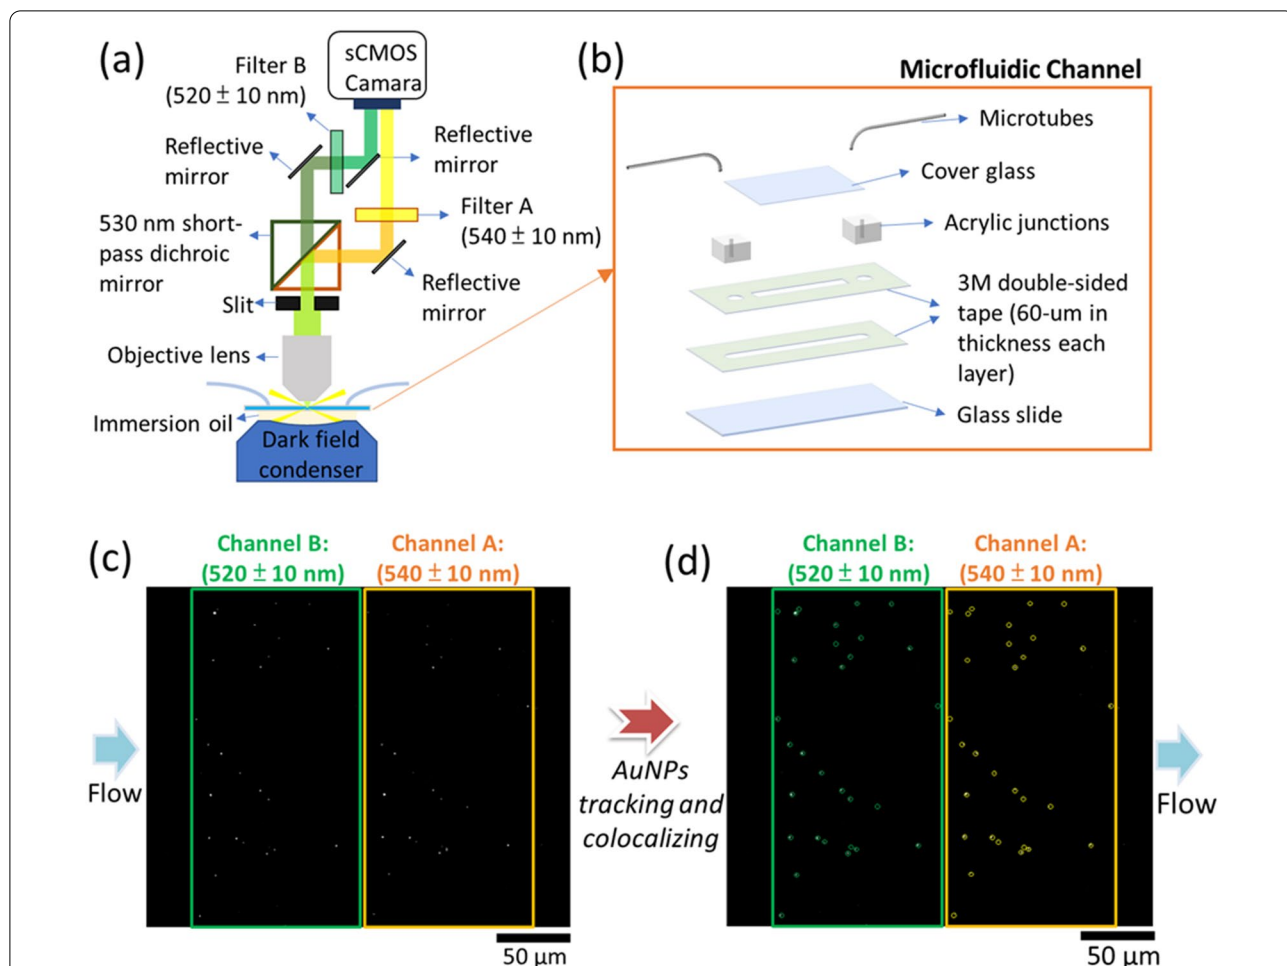 (a)
sCMOS
Camara
Filter B
(520 ± 10 nm)
Reflective
mirror
Reflective
mirror
Filter A
(540 ± 10 nm)
530 nm short-
pass dichroic
mirror
Reflective
mirror
Slit
Objective lens
Immersion oil
Dark field
condenser
(b)
Microfluidic Channel
Microtubes
Cover glass
Acrylic junctions
3M double-sided
tape (60-um in
thickness each
layer)
Glass slide
(c)
Channel B:
(520 ± 10 nm)
Channel A:
(540 ± 10 nm)
Flow
50 μm
AuNPs
tracking and
colocalizing
(d)
Channel B:
(520 ± 10 nm)
Channel A:
(540 ± 10 nm)
Flow
50 μm